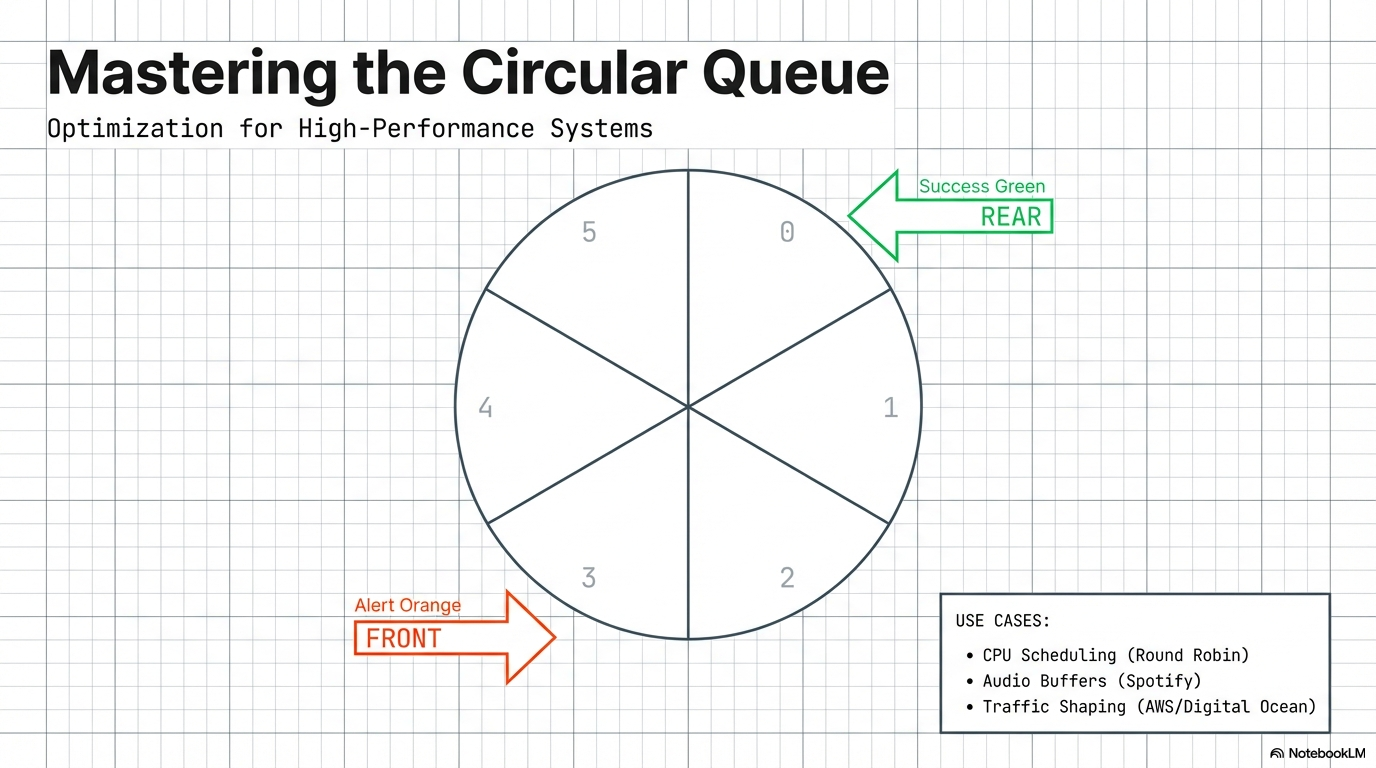 Mastering the Circular Queue
Optimization for High-Performance Systems
Success Green
REAR
5
0
4
1
3
2
Alert Orange
FRONT
USE CASES:
• CPU Scheduling (Round Robin)
• Audio Buffers (Spotify)
• Traffic Shaping (AWS/Digital Ocean)
NotebookLM